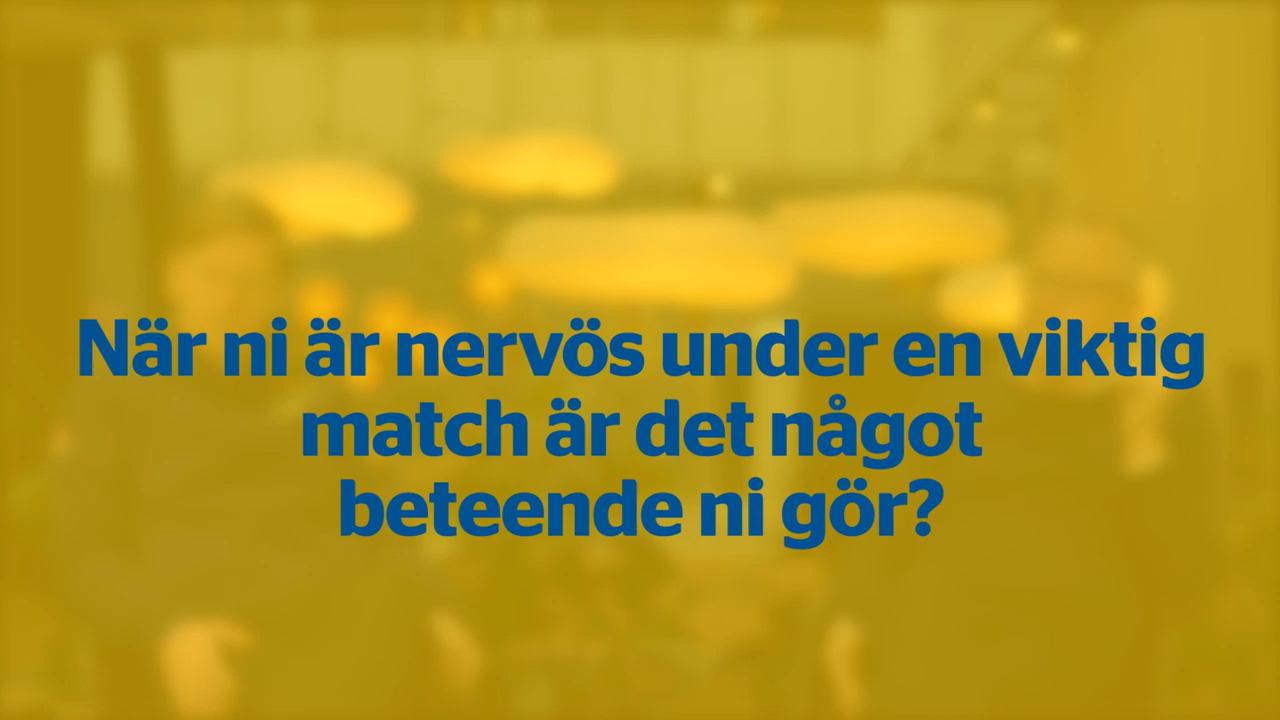 När ni är nervös under en viktig
match är det något
beteende ni gör?